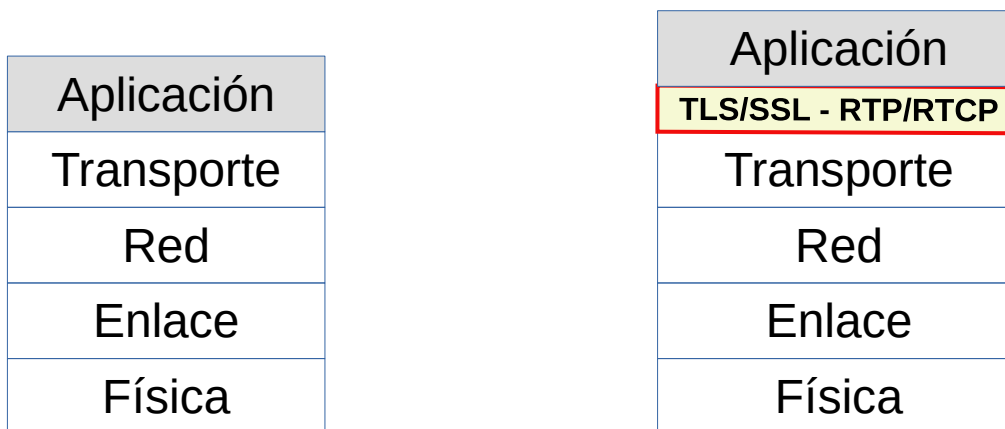 Aplicación
Transporte
Red
Enlace
Física
Aplicación
TLS/SSL - RTP/RTCP
Transporte
Red
Enlace
Física